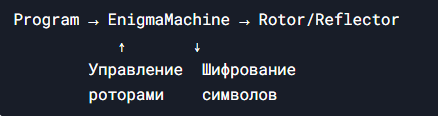 Program → EnigmaMachine → Rotor/Reflector
↑ ↓
Управление Шифрование
роторами символов